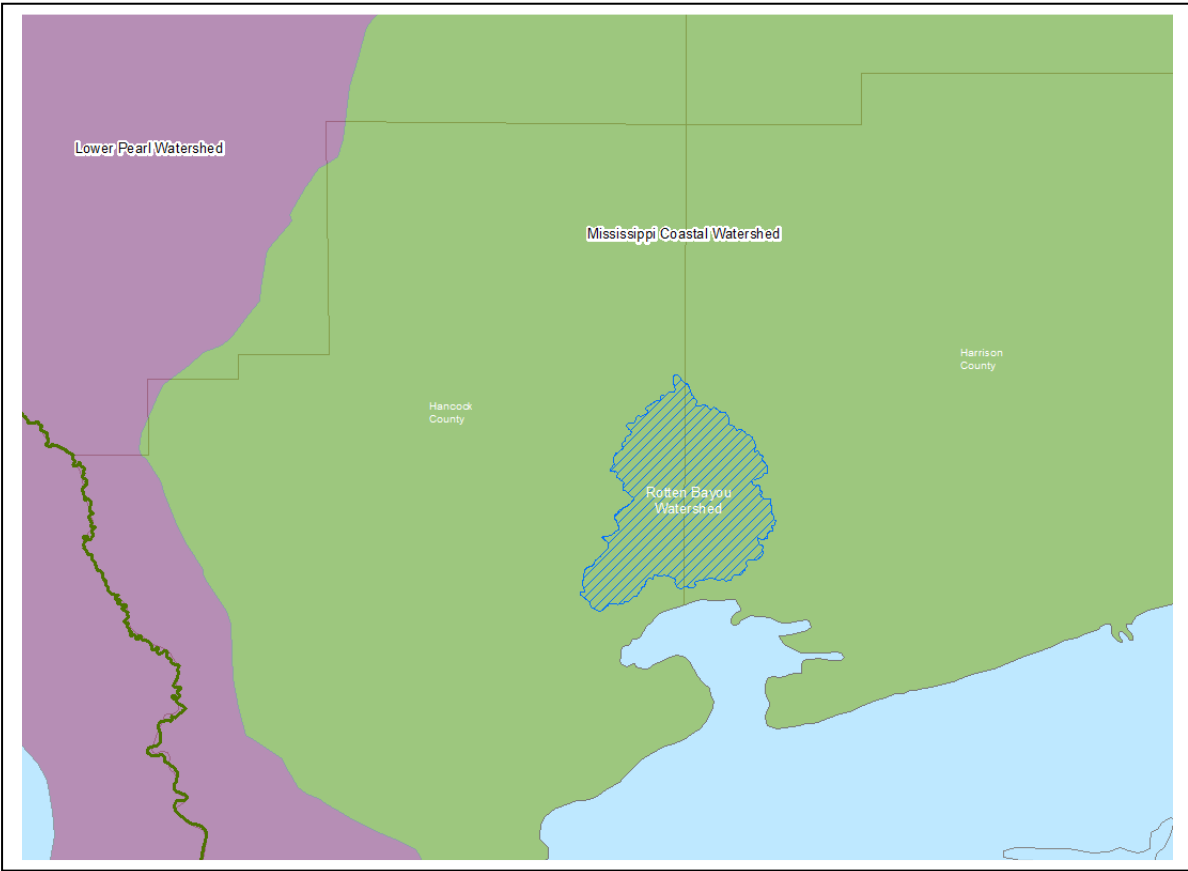 Lower Pearl Watershed
Mississippi Coastal Watershed
Harrison
County
Hancock
County
Rotten Bayou
Watershed